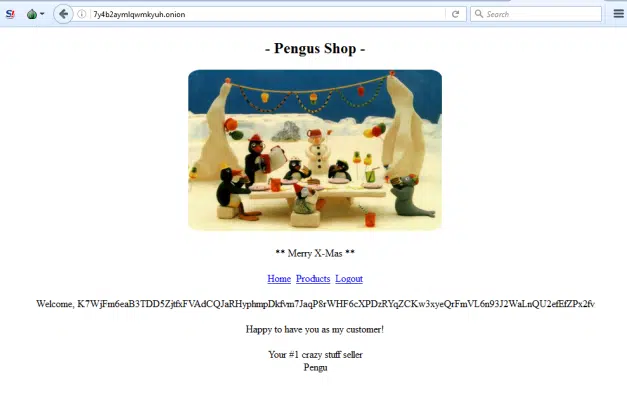 7y4b2aymlqwmkyuh.onion
Search
- Pengus Shop -
** Merry X-Mas **
Home Products Logout
Welcome, K7WjFm6eaB3TDD5ZjtfxFVAdCQJaRHyphmpDkfvm7JaqP8rWHF6cXPDzRYqZCKw3xyeQrFmVL6n93J2WaLnQU2efEfZPx2fv
Happy to have you as my customer!
Your #1 crazy stuff seller
Pengu